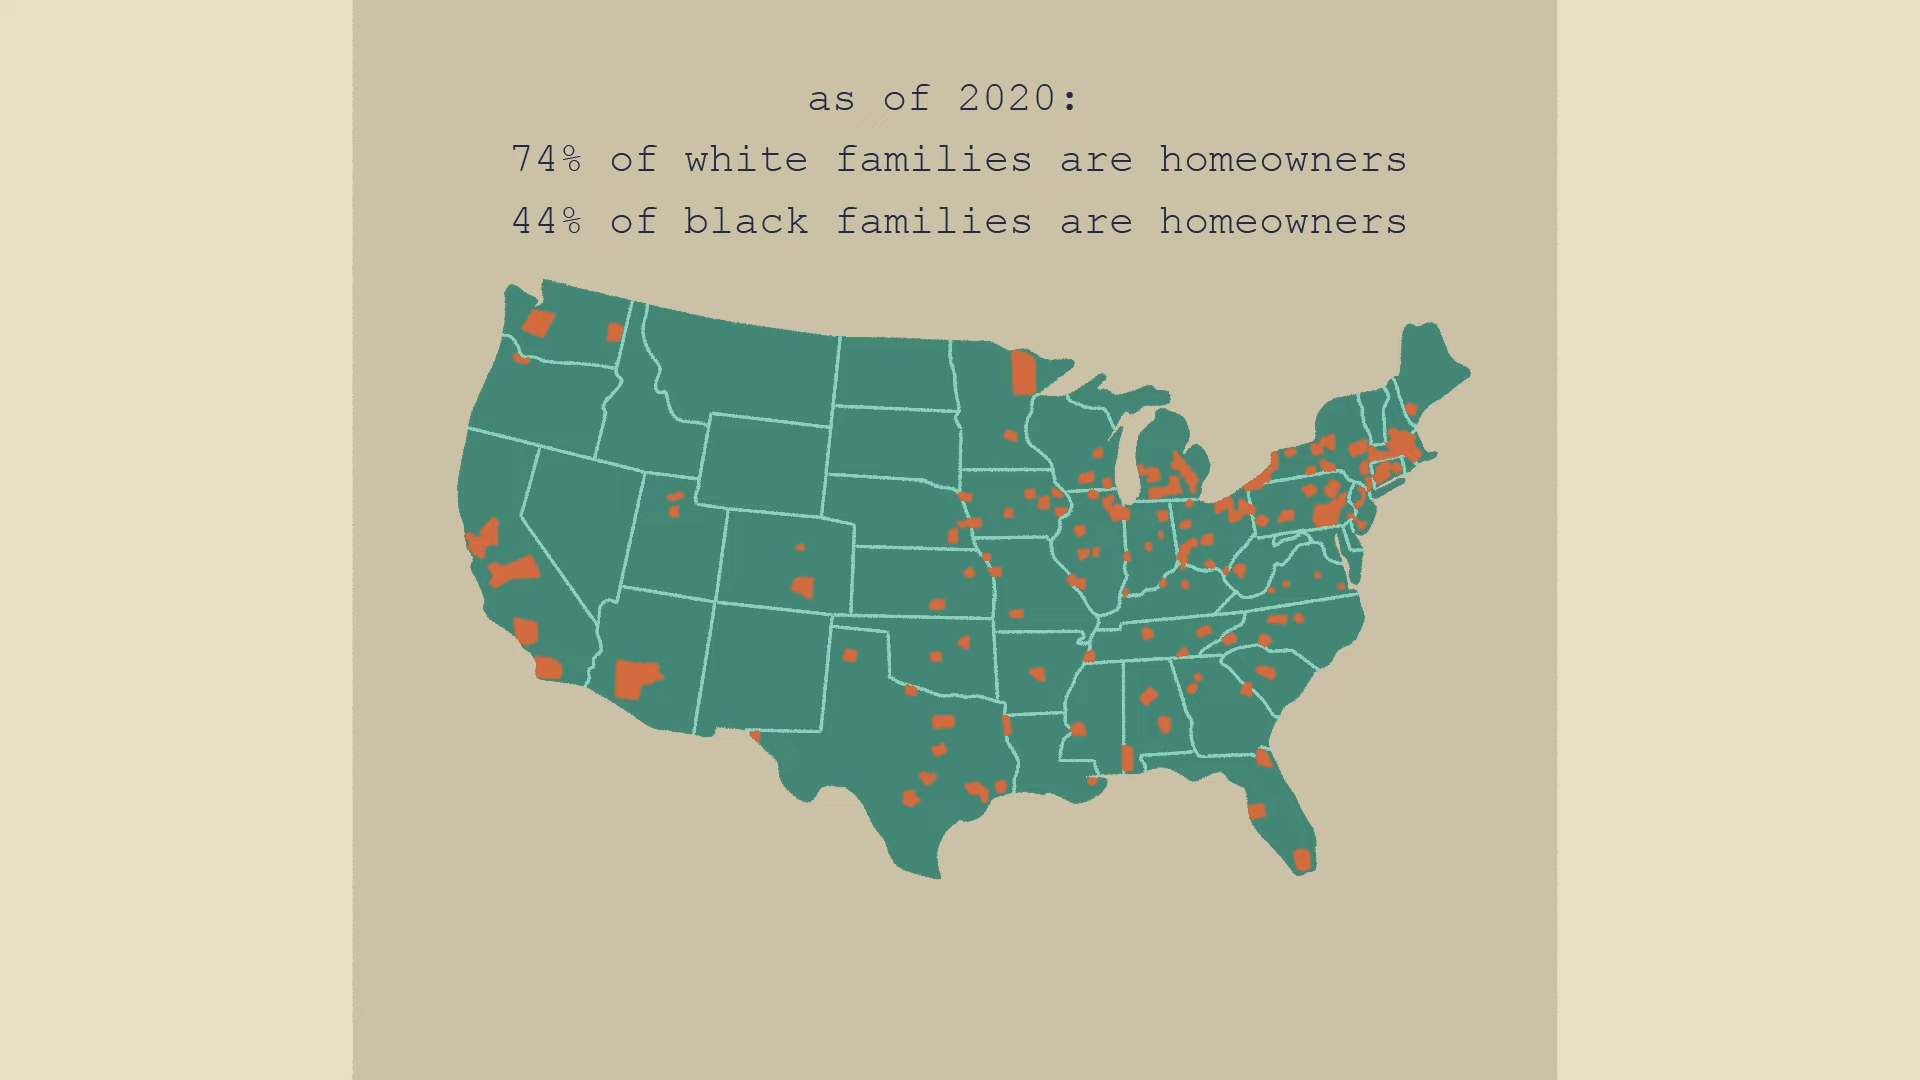 as of 2020:
74% of white families are homeowners
44% of black families are homeowners